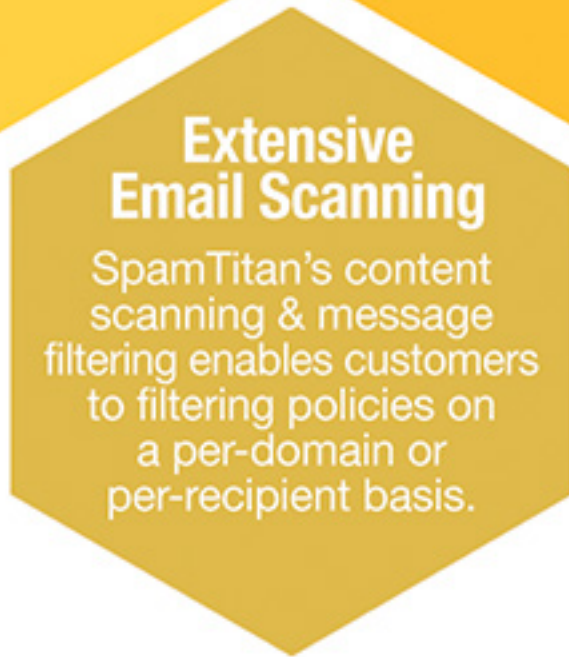 Extensive
Email Scanning
SpamTitan's content
scanning & message
filtering enables customers
to filtering policies on
a per-domain or
per-recipient basis.